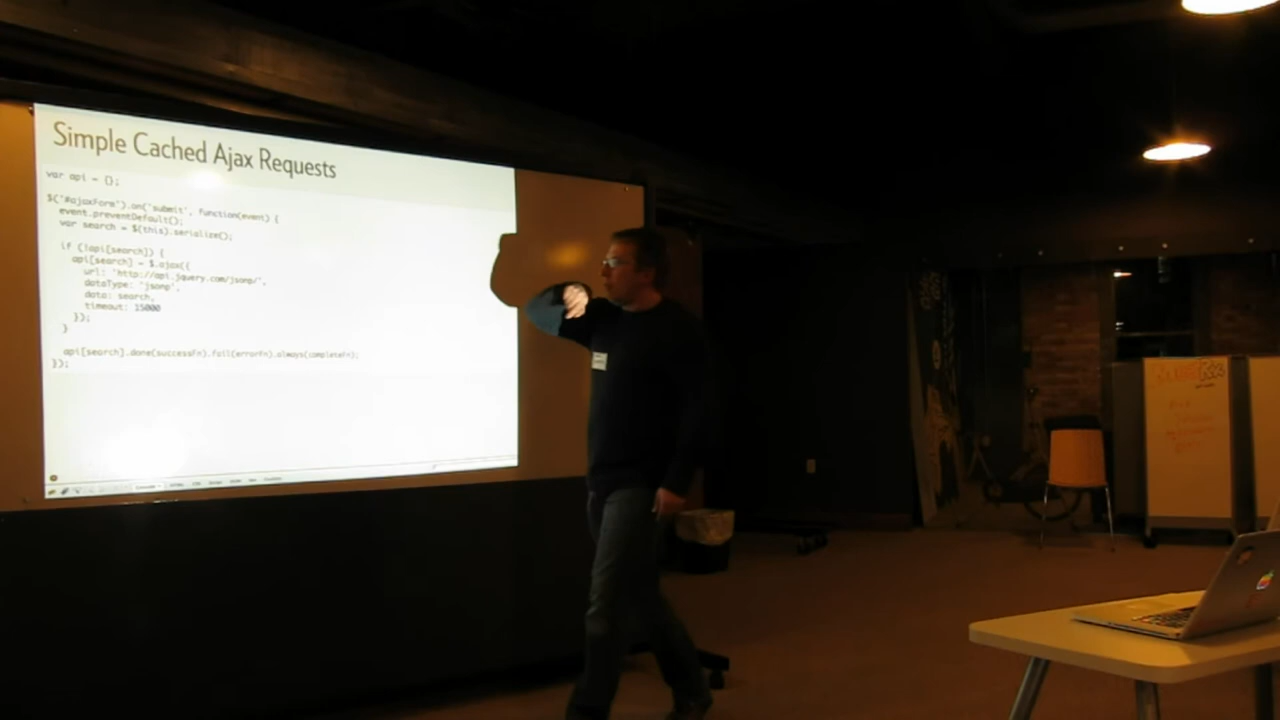 Simple Cached Ajax Requests
var api = {};
$('#ajaxForm').on('submit', function(event) {
event.preventDefault();
var search = $(this).serialize();
if (!api[search]) {
api[search] = $.ajax({
url: 'http://api.jquery.com/jsonp/',
dataType: 'jsonp',
data: search,
timeout: 15000
});
}
api[search].done(successFn).fail(errorFn).always(completeFn);
});